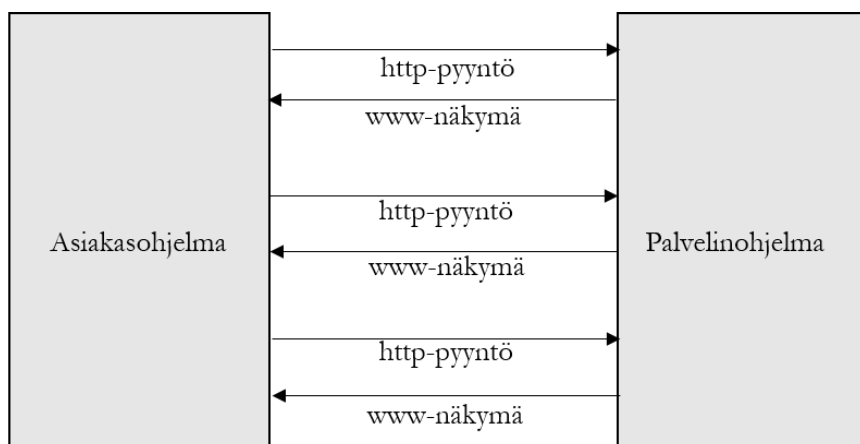 http-pyyntö
www-näkymä
http-pyyntö
Asiakasohjelma
Palvelinohjelma
www-näkymä
http-pyyntö
www-näkymä